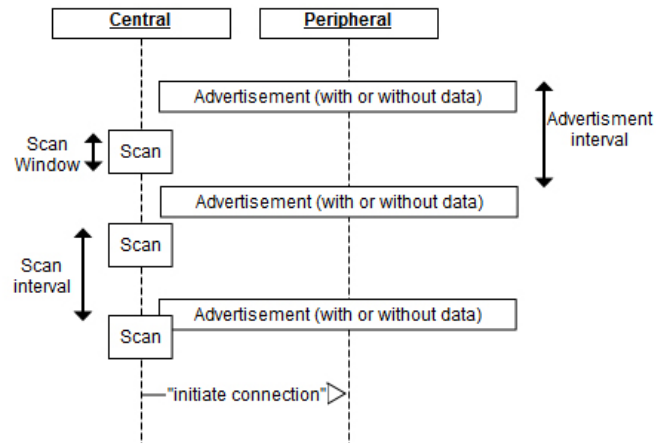 Central
Peripheral
Advertisement (with or without data)
Advertisment
interval
Scan
Window
Scan
Advertisement (with or without data)
Scan
Scan
interval
Advertisement (with or without data)
Scan
"initiate connection"